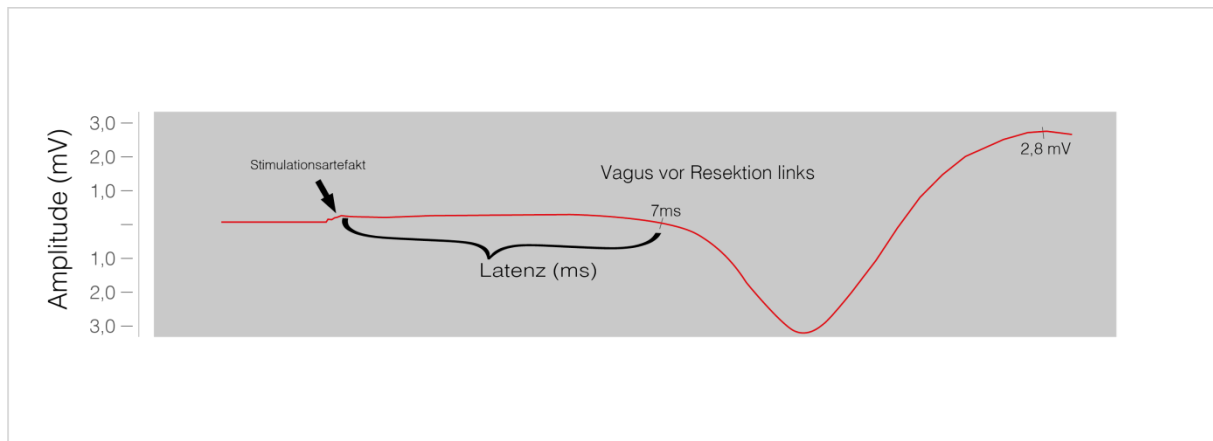 Amplitude (mV)
3,0
2,0
1,0
1,0
2,0
3,0
Stimulationsartefakt
Vagus vor Resektion links
7ms
Latenz (ms)
2,8 mV